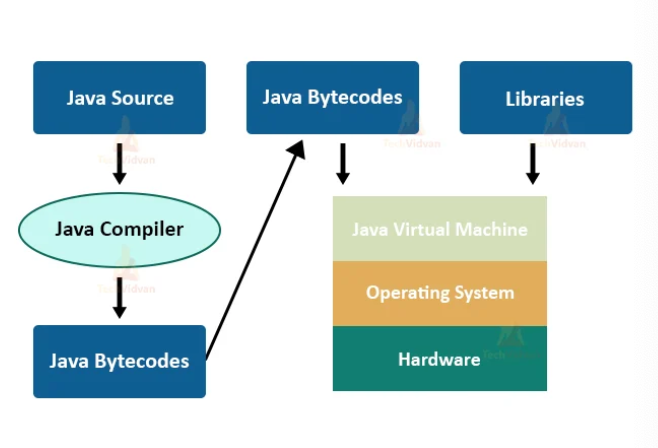 Java Source
Java Bytecodes
Libraries
TechVidvan
TechVidvan
TechVidvan
Java Compiler
Java Virtual Machine
TechVidvan
Operating System
Java Bytecodes
Hardware
TechVidvan